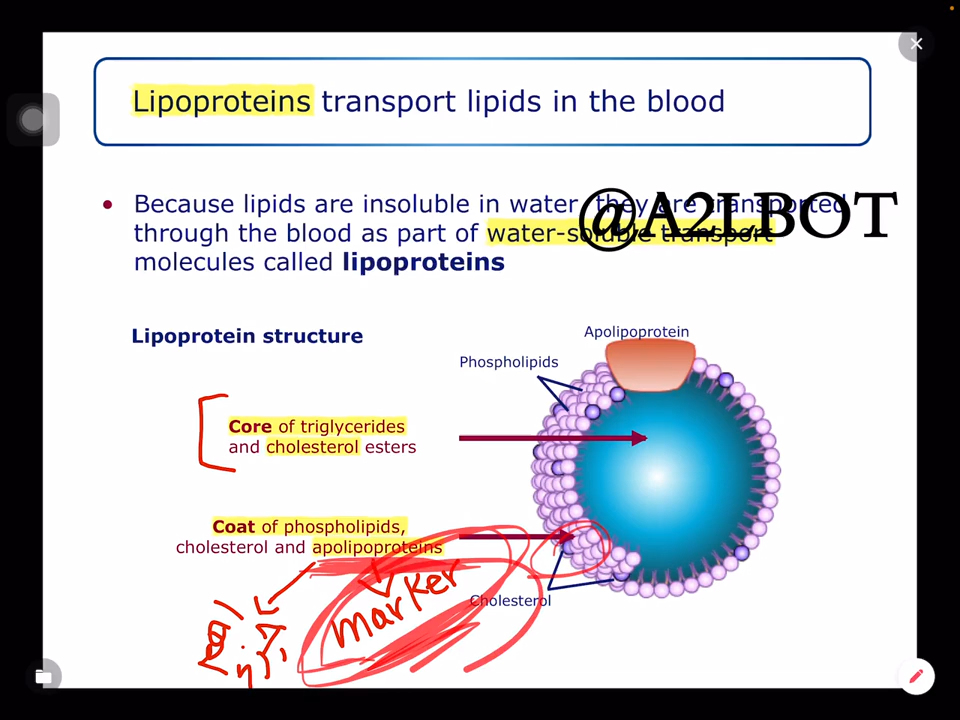 Lipoproteins transport lipids in the blood
@A2LBOT
• Because lipids are insoluble in water, they are transported
through the blood as part of water-soluble transport
molecules called lipoproteins
Lipoprotein structure
Apolipoprotein
Phospholipids
Core of triglycerides
and cholesterol esters
Coat of phospholipids,
cholesterol and apolipoproteins
marker
Cholesterol